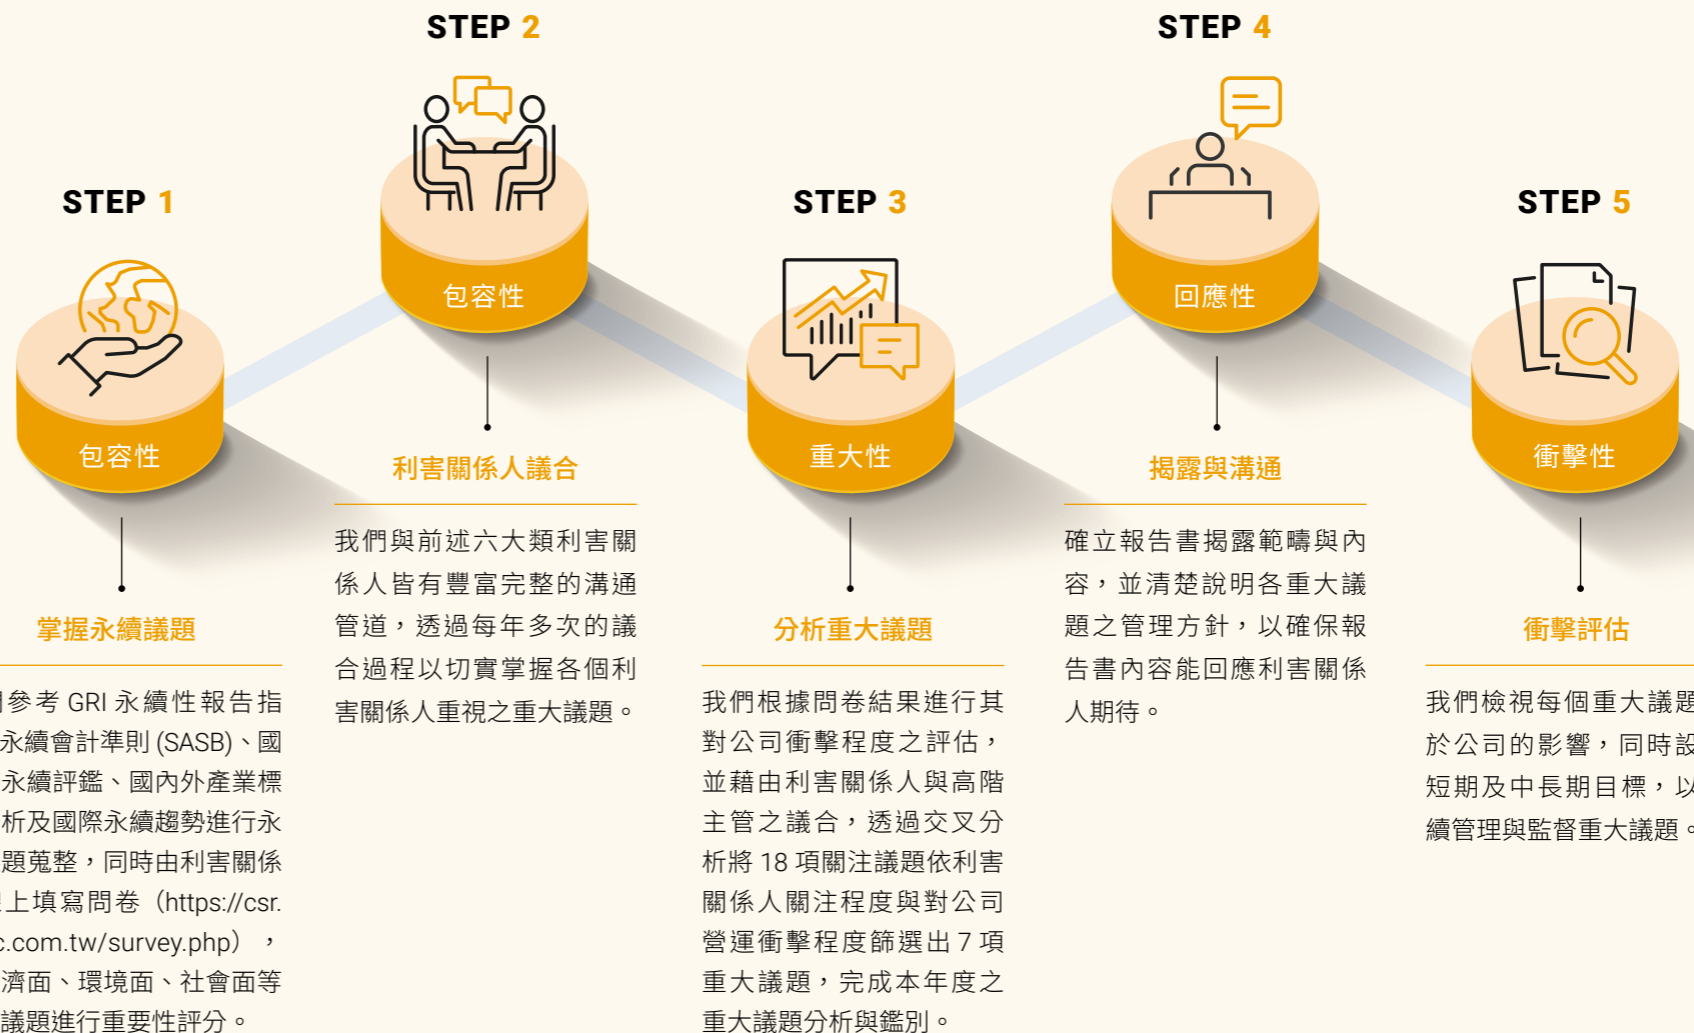 STEP 1
包容性
掌握永續議題
參考 GRI 永續性報告指
永續會計準則 (SASB)、國
永續評鑑、國內外產業標
析及國際永續趨勢進行永
題蒐整，同時由利害關係
上填寫問卷（https://csr.
c.com.tw/survey.php），
濟面、環境面、社會面等
議題進行重要性評分。
STEP 2
包容性
利害關係人議合
我們與前述六大類利害關
係人皆有豐富完整的溝通
管道，透過每年多次的議
合過程以切實掌握各個利
害關係人重視之重大議題。
STEP 3
重大性
分析重大議題
我們根據問卷結果進行其
對公司衝擊程度之評估，
並藉由利害關係人與高階
主管之議合，透過交叉分
析將 18 項關注議題依利害
關係人關注程度與對公司
營運衝擊程度篩選出 7 項
重大議題，完成本年度之
重大議題分析與鑑別。
STEP 4
回應性
揭露與溝通
確立報告書揭露範疇與內
容，並清楚說明各重大議
題之管理方針，以確保報
告書內容能回應利害關係
人期待。
STEP 5
衝擊性
衝擊評估
我們檢視每個重大議題
於公司的影響，同時設
短期及中長期目標，以
續管理與監督重大議題。